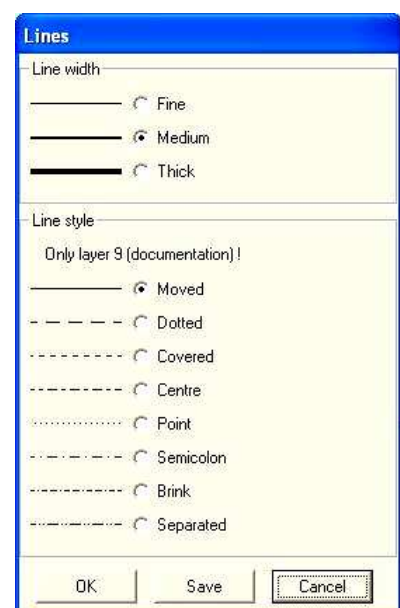 Lines
Line width
Fine
Medium
Thick
Line style
Only layer 9 (documentation) !
Moved
Dotted
Covered
Centre
Point
Semicolon
Brink
Separated
OK Save Cancel